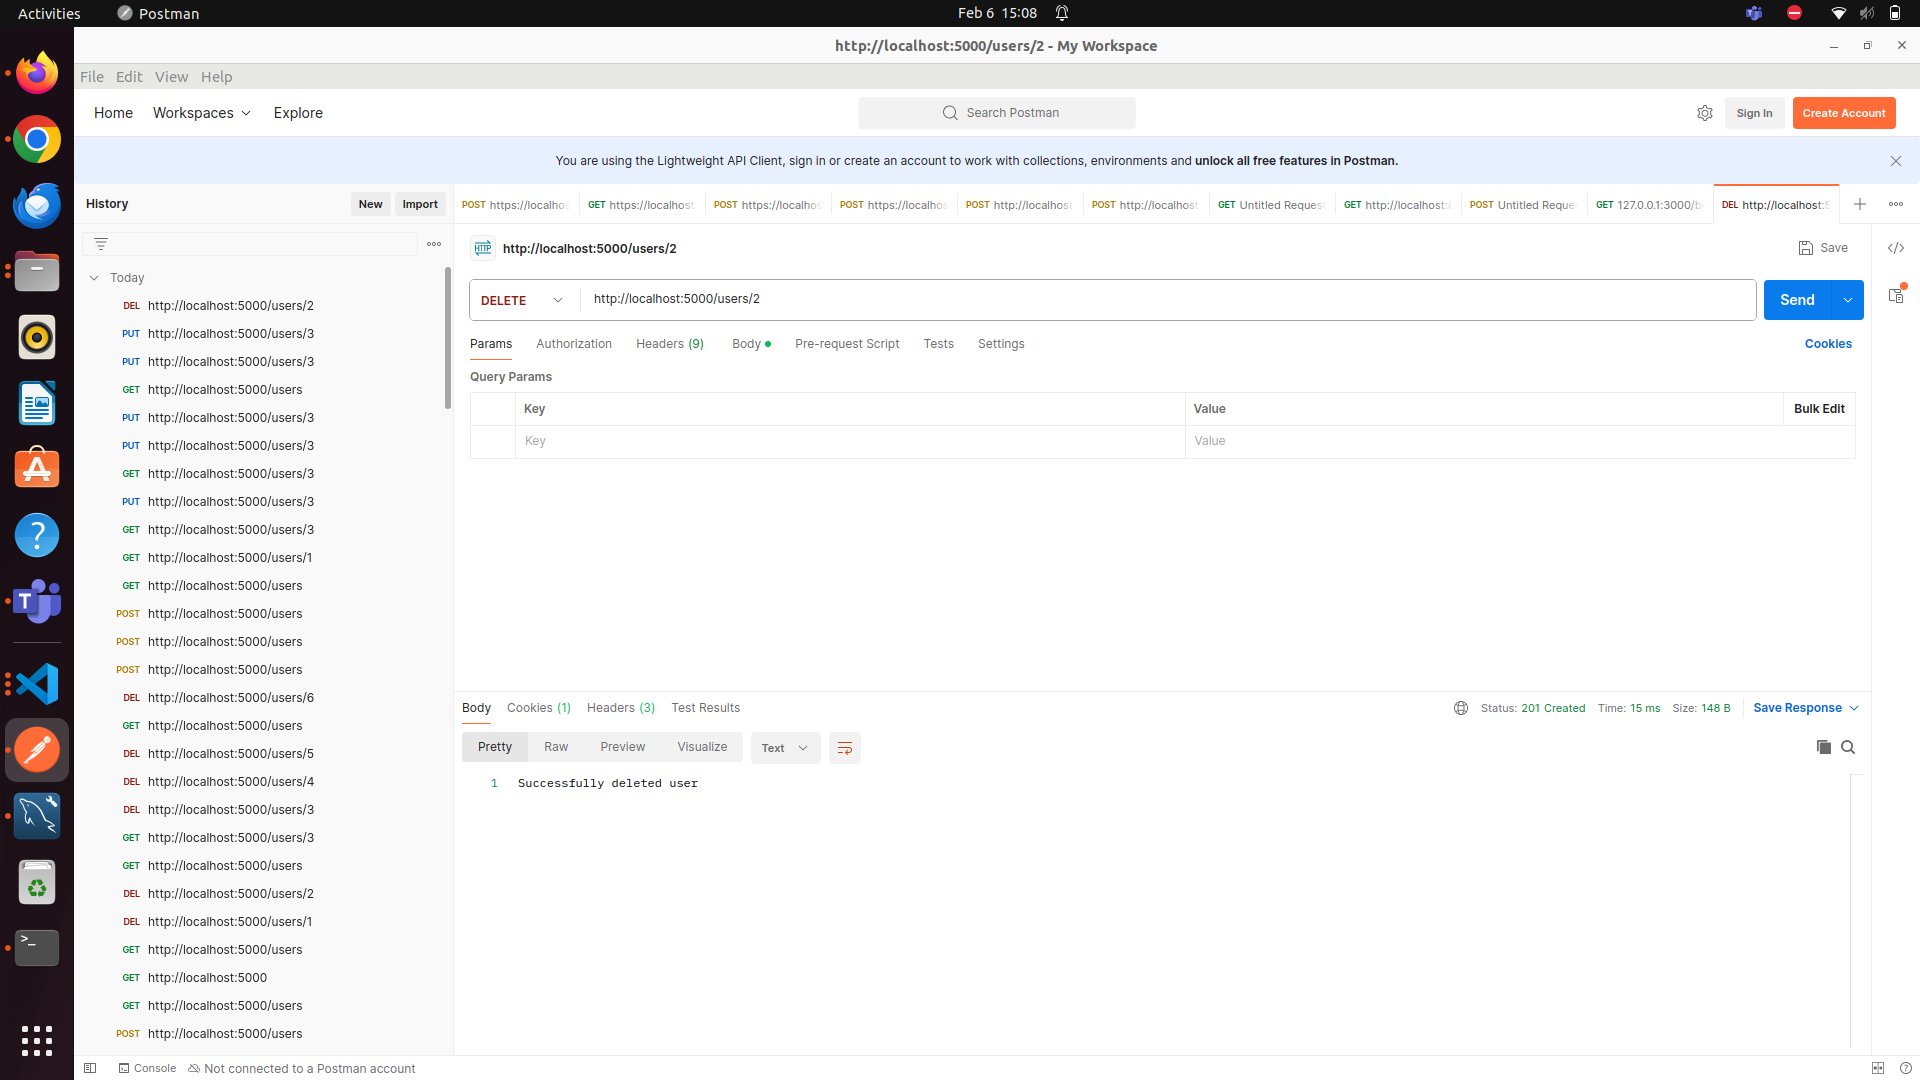 Activities
Postman
Feb 6 15:08
http://localhost:5000/users/2 - My Workspace
File Edit View Help
Home Workspaces Explore
Search Postman
Sign In
Create Account
You are using the Lightweight API Client, sign in or create an account to work with collections, environments and unlock all free features in Postman.
History
New
Import
POST https://localhos
GET https://localhost
POST https://localhos
POST https://localhos
POST http://localhost
POST http://localhost
GET Untitled Reques
GET http://localhost:
POST Untitled Reque
GET 127.0.0.1:3000/b
DEL http://localhost:5
Today
DEL http://localhost:5000/users/2
PUT http://localhost:5000/users/3
PUT http://localhost:5000/users/3
GET http://localhost:5000/users
PUT http://localhost:5000/users/3
PUT http://localhost:5000/users/3
GET http://localhost:5000/users/3
PUT http://localhost:5000/users/3
GET http://localhost:5000/users/3
GET http://localhost:5000/users/1
GET http://localhost:5000/users
POST http://localhost:5000/users
POST http://localhost:5000/users
POST http://localhost:5000/users
DEL http://localhost:5000/users/6
GET http://localhost:5000/users
DEL http://localhost:5000/users/5
DEL http://localhost:5000/users/4
DEL http://localhost:5000/users/3
GET http://localhost:5000/users/3
GET http://localhost:5000/users
DEL http://localhost:5000/users/2
DEL http://localhost:5000/users/1
GET http://localhost:5000/users
GET http://localhost:5000
GET http://localhost:5000/users
POST http://localhost:5000/users
HTTP http://localhost:5000/users/2
Save
DELETE http://localhost:5000/users/2
Send
Params Authorization Headers (9) Body Pre-request Script Tests Settings
Cookies
Query Params
Key Value Bulk Edit
Key Value
Body Cookies (1) Headers (3) Test Results
Status: 201 Created Time: 15 ms Size: 148 B
Save Response
Pretty Raw Preview Visualize
Text
1 Successfully deleted user
Console
Not connected to a Postman account